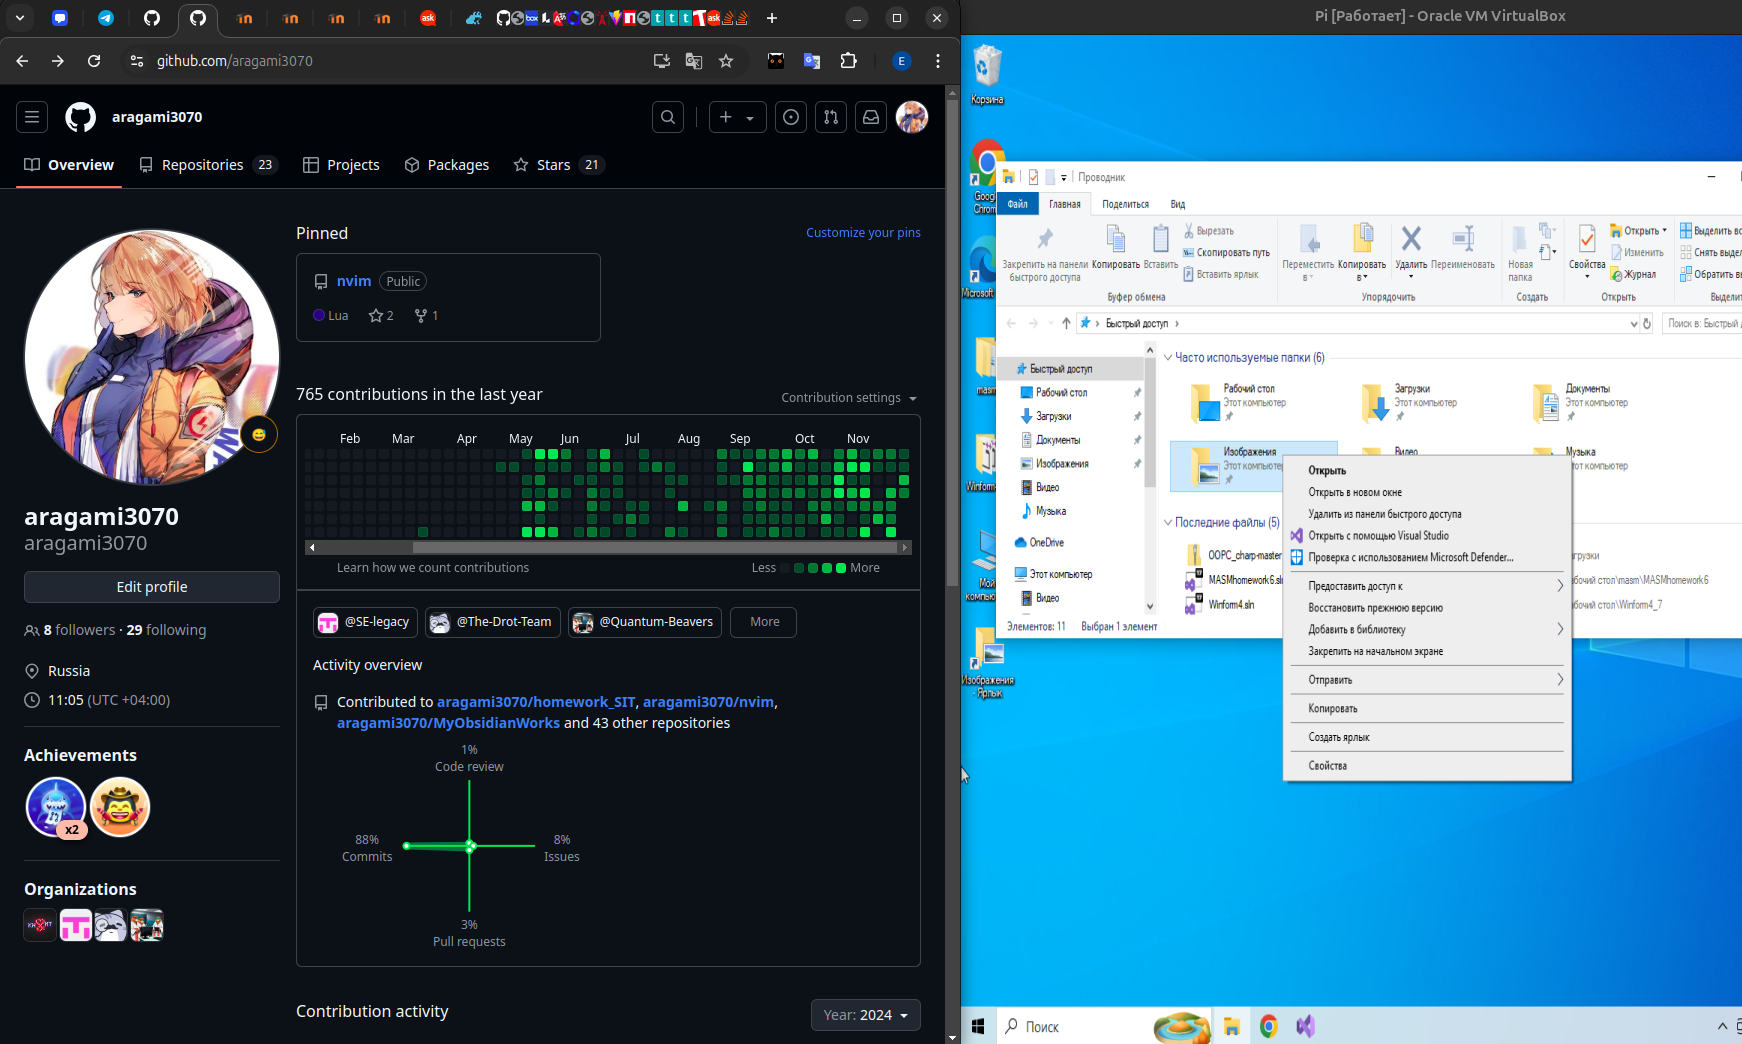 github.com/aragami3070
E
aragami3070
Overview
Repositories 23
Projects
Packages
Stars 21
Pinned
Customize your pins
nvim Public
Lua 2 1
765 contributions in the last year
Contribution settings
Feb Mar Apr May Jun Jul Aug Sep Oct Nov
Learn how we count contributions
Less More
aragami3070
aragami3070
Edit profile
8 followers · 29 following
Russia
11:05 (UTC +04:00)
Achievements
x2
Organizations
@SE-legacy
@The-Drot-Team
@Quantum-Beavers
More
Activity overview
Contributed to aragami3070/homework_SIT, aragami3070/nvim,
aragami3070/MyObsidianWorks and 43 other repositories
1%
Code review
88%
Commits
8%
Issues
3%
Pull requests
Contribution activity
Year: 2024
Pi [Работает] - Oracle VM VirtualBox
Корзина
Проводник
Файл Главная Поделиться Вид
Закрепить на панели
быстрого доступа
Копировать
Вставить
Вырезать
Скопировать путь
Вставить ярлык
Буфер обмена
Переместить
в
Копировать
в
Удалить
Переименовать
Упорядочить
Новая
папка
Создать
Свойства
Открыть
Изменить
Журнал
Открыть
Быстрый доступ
Поиск в: Быстрый
Быстрый доступ
Рабочий стол
Загрузки
Документы
Изображения
Видео
Музыка
OneDrive
Этот компьютер
Видео
Элементов: 11 Выбран 1 элемент
Часто используемые папки (6)
Рабочий стол
Этот компьютер
Загрузки
Этот компьютер
Документы
Этот компьютер
Изображения
Видео
Музыка
Этот компьютер
Последние файлы (5)
OOPC_charp-master
MASMhomework6.sln
Winform4.sln
Открыть
Открыть в новом окне
Удалить из панели быстрого доступа
Открыть с помощью Visual Studio
Проверка с использованием Microsoft Defender...
Предоставить доступ к
Восстановить прежнюю версию
Добавить в библиотеку
Закрепить на начальном экране
Отправить
Копировать
Создать ярлык
Свойства
Изображения
- Ярлык
Поиск